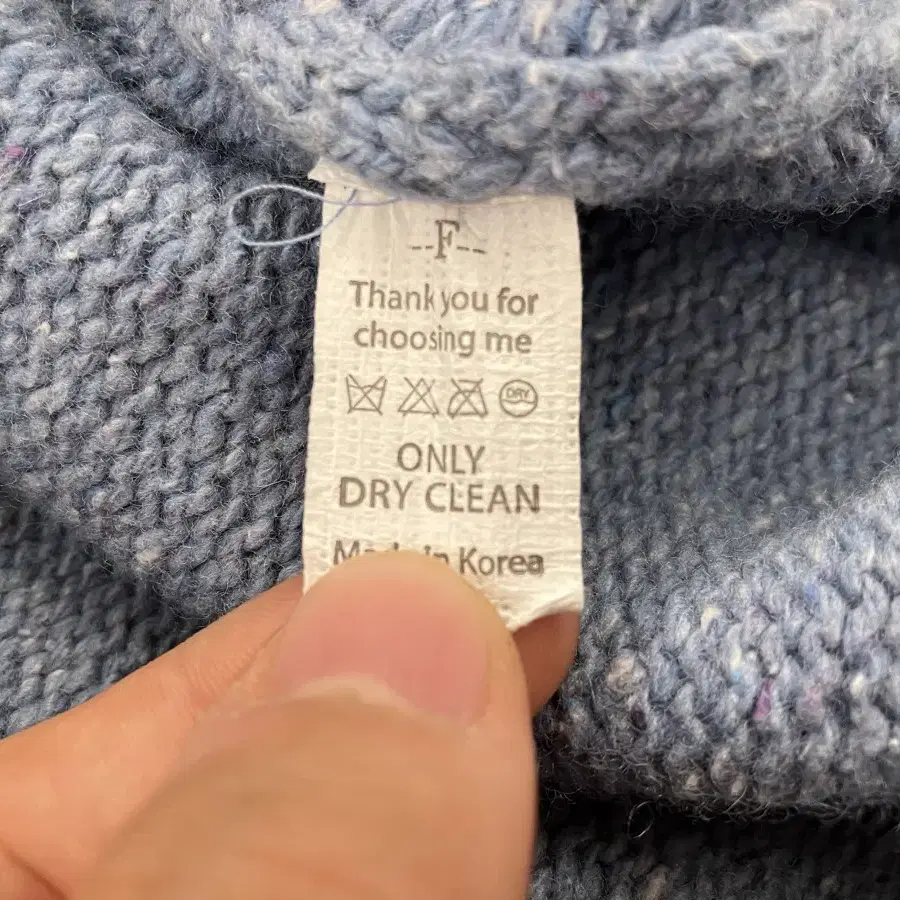 --F--
Thank you for
choosing me
DRY
ONLY
DRY CLEAN
Korea